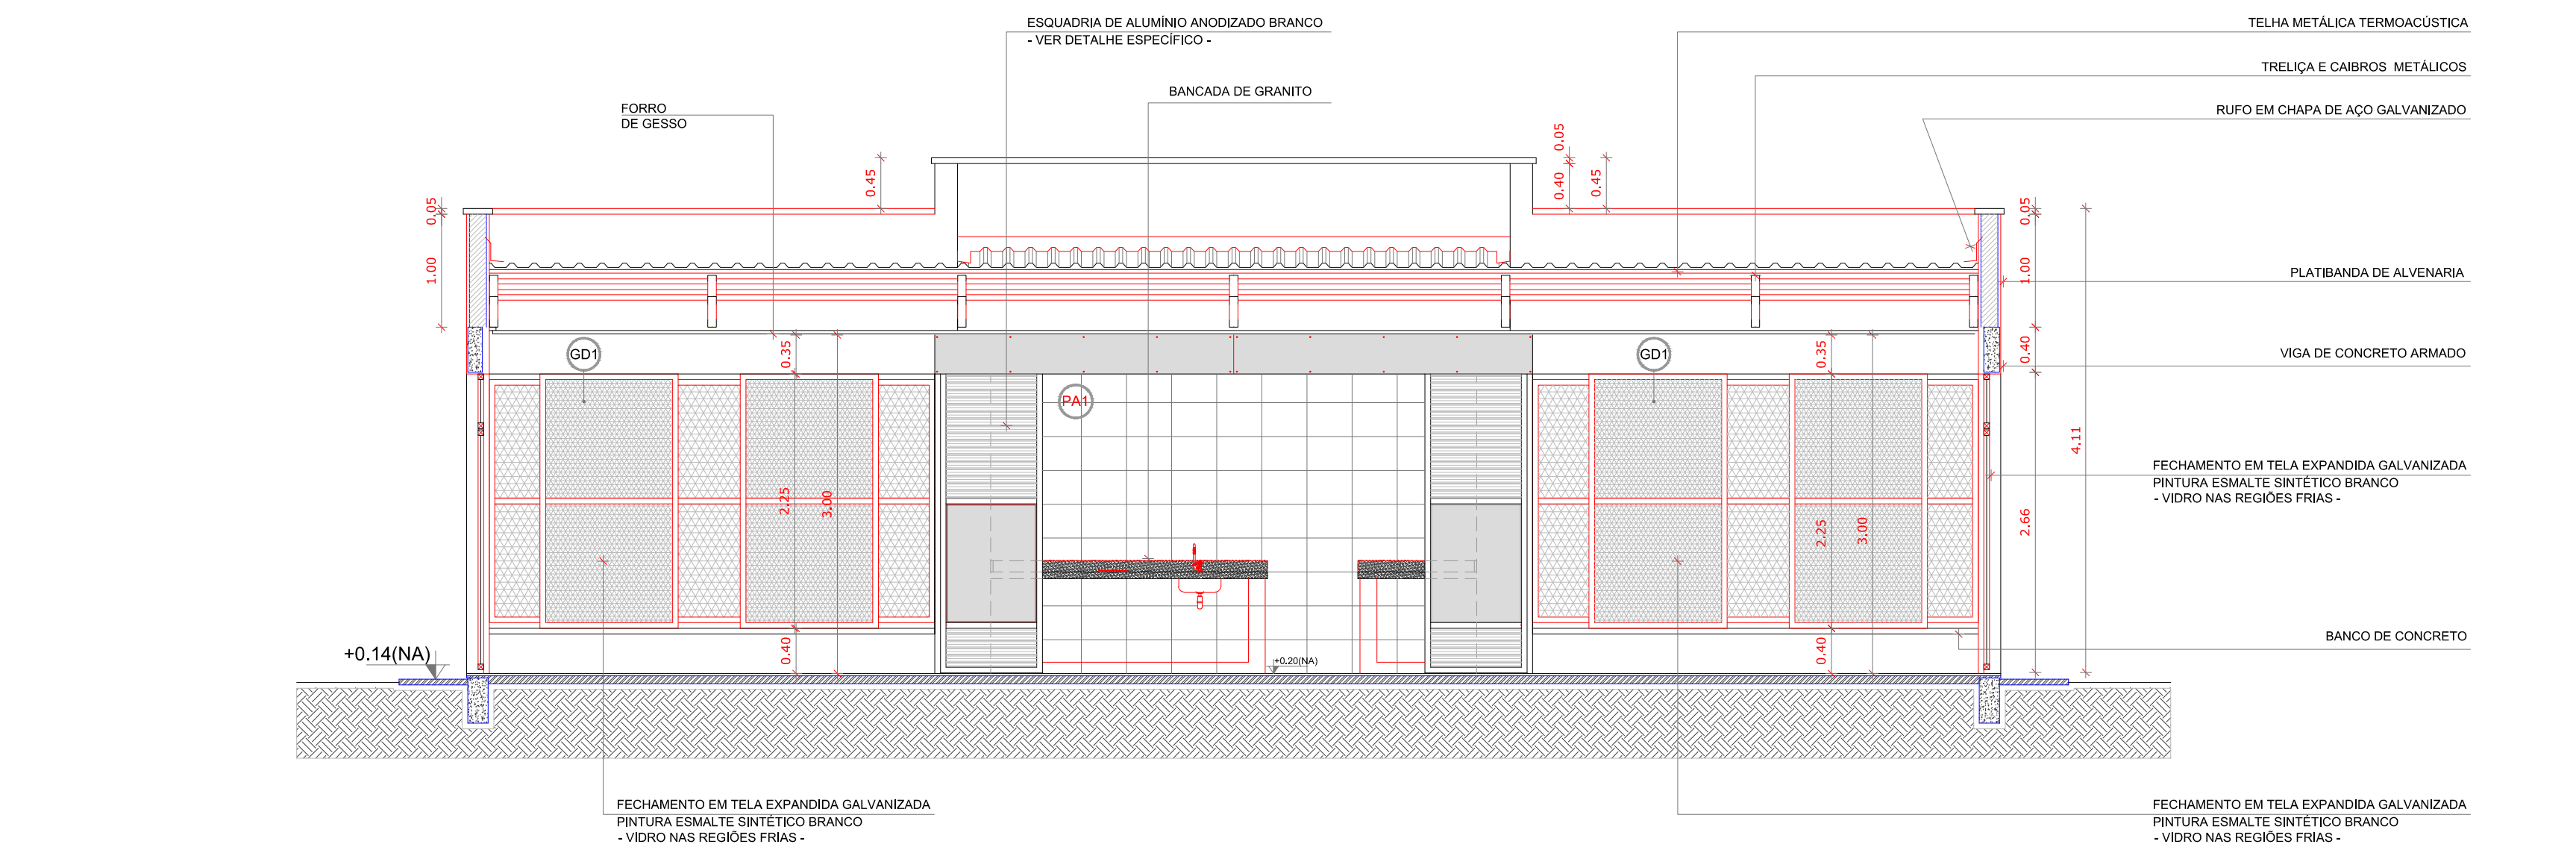 ESQUADRIA DE ALUMÍNIO ANODIZADO BRANCO
- VER DETALHE ESPECÍFICO -
TELHA METÁLICA TERMOACÚSTICA
TRELIÇA E CAIBROS METÁLICOS
BANCADA DE GRANITO
FORRO
DE GESSO
RUFO EM CHAPA DE AÇO GALVANIZADO
0.05
0.45
0.40
0.45
0.05
0.05
1.00
1.00
PLATIBANDA DE ALVENARIA
GD1
0.35
GD1
0.35
0.40
VIGA DE CONCRETO ARMADO
PA1
4.11
FECHAMENTO EM TELA EXPANDIDA GALVANIZADA
PINTURA ESMALTE SINTÉTICO BRANCO
- VIDRO NAS REGIÕES FRIAS -
2.25
3.00
2.25
3.00
2.66
BANCO DE CONCRETO
+0.14(NA)
0.40
+0.20(NA)
0.40
FECHAMENTO EM TELA EXPANDIDA GALVANIZADA
PINTURA ESMALTE SINTÉTICO BRANCO
- VIDRO NAS REGIÕES FRIAS -
FECHAMENTO EM TELA EXPANDIDA GALVANIZADA
PINTURA ESMALTE SINTÉTICO BRANCO
- VIDRO NAS REGIÕES FRIAS -